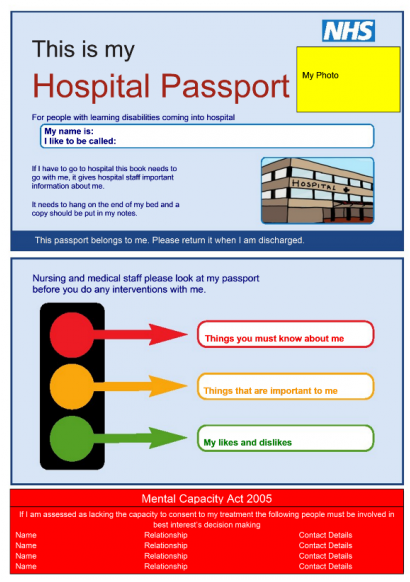 NHS
This is my
Hospital Passport
My Photo
For people with learning disabilities coming into hospital
My name is:
I like to be called:
If I have to go to hospital this book needs to
go with me, it gives hospital staff important
information about me.
It needs to hang on the end of my bed and a
copy should be put in my notes.
HOSPITAL
This passport belongs to me. Please return it when I am discharged.
Nursing and medical staff please look at my passport
before you do any interventions with me.
Things you must know about me
Things that are important to me
My likes and dislikes
Mental Capacity Act 2005
If I am assessed as lacking the capacity to consent to my treatment the following people must be involved in
best interest's decision making
Name Relationship Contact Details
Name Relationship Contact Details
Name Relationship Contact Details
Name Relationship Contact Details